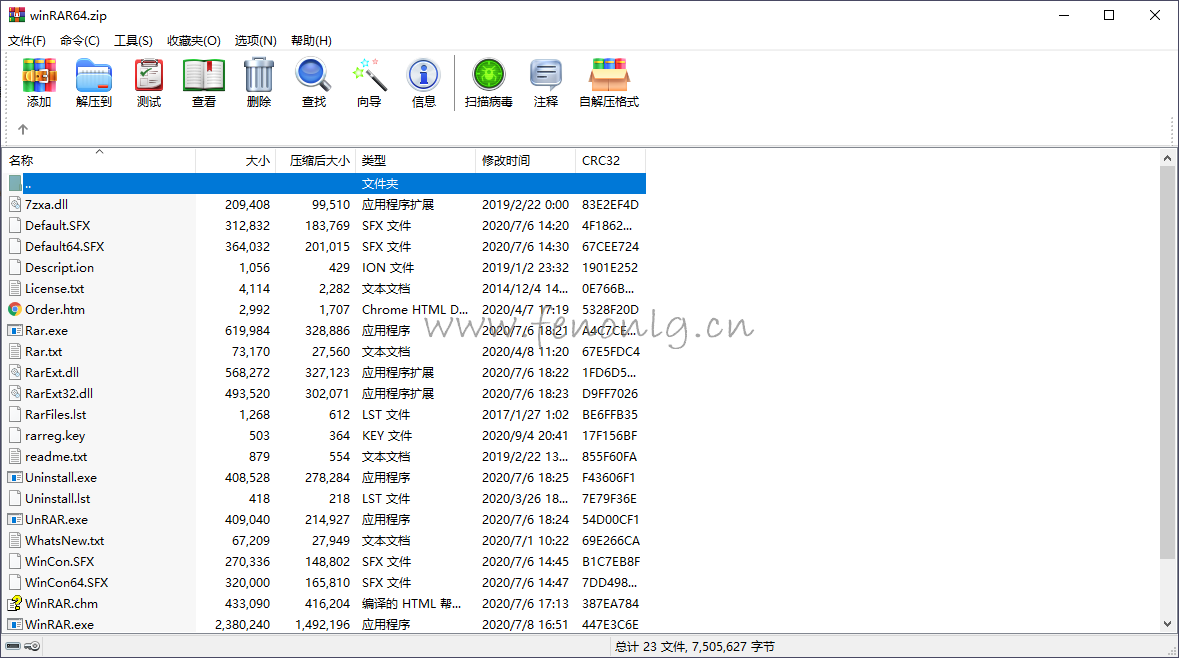 winRAR64.zip
文件(F) 命令(C) 工具(S) 收藏夹(O) 选项(N) 帮助(H)
添加 解压到 测试 查看 删除 查找 向导 信息 扫描病毒 注释 自解压格式
名称 大小 压缩后大小 类型 修改时间 CRC32
.. 文件夹
7zxa.dll 209,408 99,510 应用程序扩展 2019/2/22 0:00 83E2EF4D
Default.SFX 312,832 183,769 SFX 文件 2020/7/6 14:20 4F1862...
Default64.SFX 364,032 201,015 SFX 文件 2020/7/6 14:30 67CEE724
Descript.ion 1,056 429 ION 文件 2019/1/2 23:32 1901E252
License.txt 4,114 2,282 文本文档 2014/12/4 14... 0E766B...
Order.htm 2,992 1,707 Chrome HTML D... 2020/4/7 17:19 5328F20D
www.fenonlg.cn
Rar.exe 619,984 328,886 应用程序 2020/7/6 18:21 A4C7CE...
Rar.txt 73,170 27,560 文本文档 2020/4/8 11:20 67E5FDC4
RarExt.dll 568,272 327,123 应用程序扩展 2020/7/6 18:22 1FD6D5...
RarExt32.dll 493,520 302,071 应用程序扩展 2020/7/6 18:23 D9FF7026
RarFiles.lst 1,268 612 LST 文件 2017/1/27 1:02 BE6FFB35
rarreg.key 503 364 KEY 文件 2020/9/4 20:41 17F156BF
readme.txt 879 554 文本文档 2019/2/22 13... 855F60FA
Uninstall.exe 408,528 278,284 应用程序 2020/7/6 18:25 F43606F1
Uninstall.lst 418 218 LST 文件 2020/3/26 18... 7E79F36E
UnRAR.exe 409,040 214,927 应用程序 2020/7/6 18:24 54D00CF1
WhatsNew.txt 67,209 27,949 文本文档 2020/7/1 10:22 69E266CA
WinCon.SFX 270,336 148,802 SFX 文件 2020/7/6 14:45 B1C7EB8F
WinCon64.SFX 320,000 165,810 SFX 文件 2020/7/6 14:47 7DD498...
WinRAR.chm 433,090 416,204 编译的 HTML 帮... 2020/7/6 17:13 387EA784
WinRAR.exe 2,380,240 1,492,196 应用程序 2020/7/8 16:51 447E3C6E
总计 23 文件, 7,505,627 字节